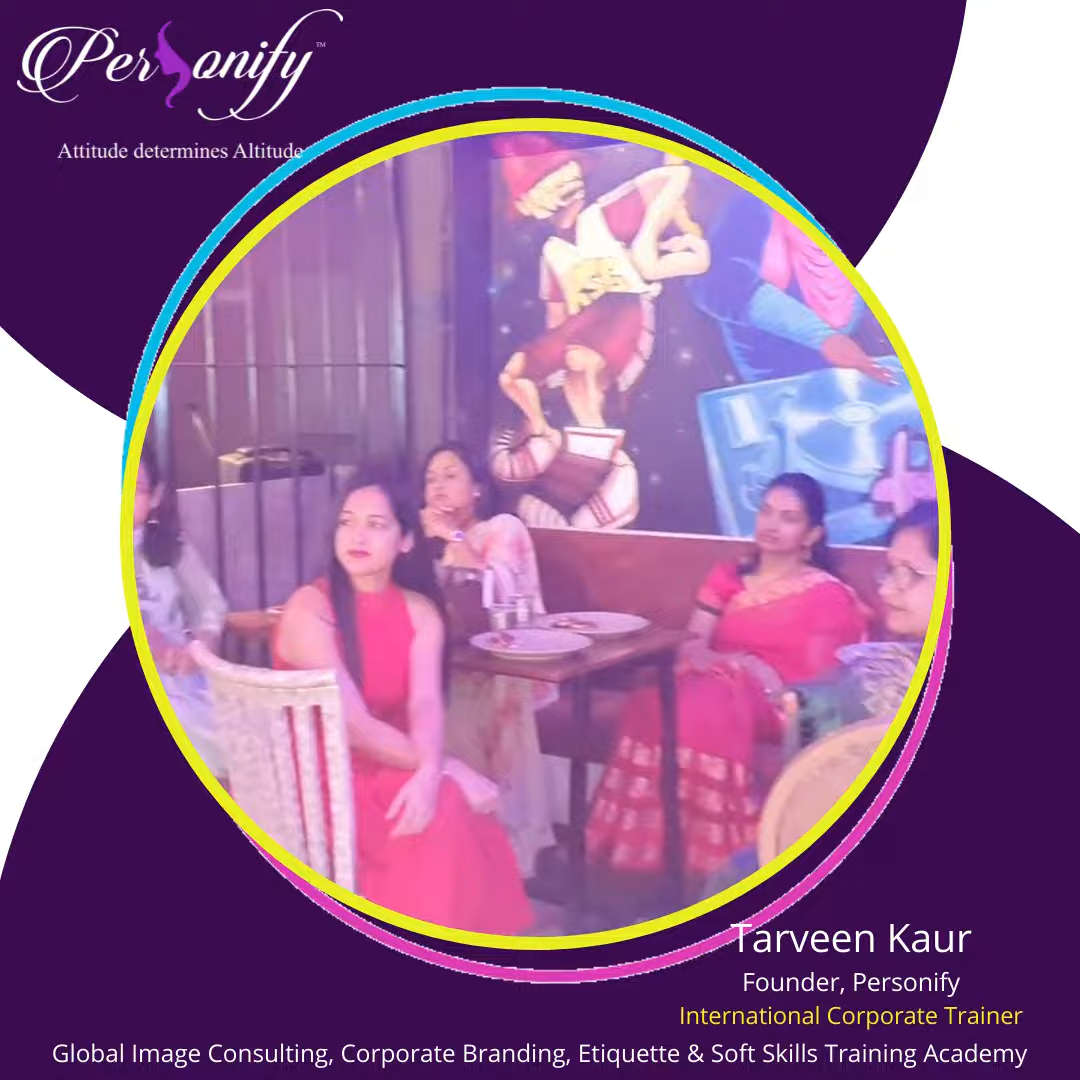 Personify™
Attitude determines Altitude
Tarveen Kaur
Founder, Personify
International Corporate Trainer
Global Image Consulting, Corporate Branding, Etiquette & Soft Skills Training Academy